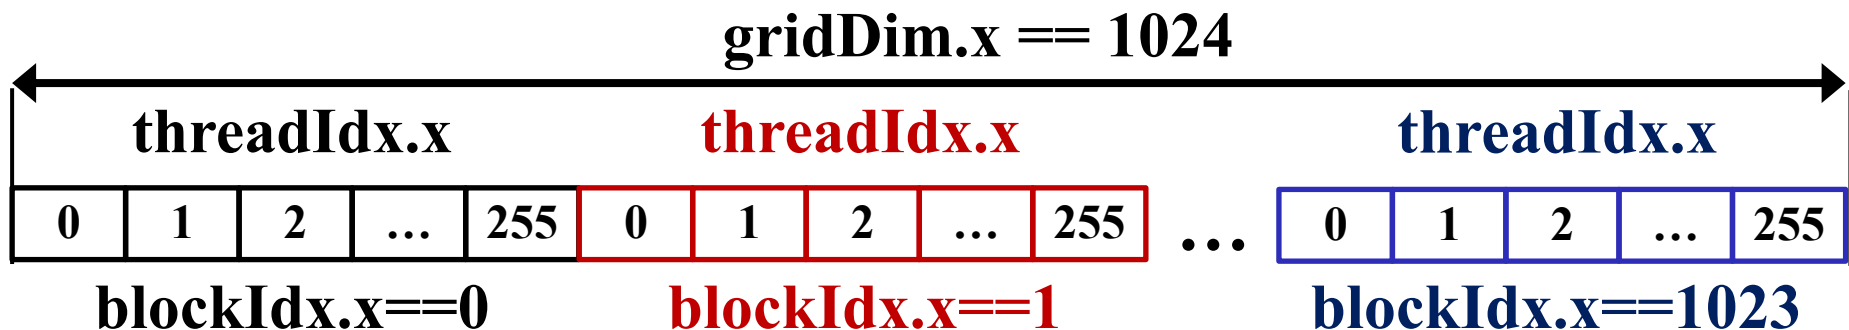 gridDim.x == 1024
threadIdx.x threadIdx.x threadIdx.x
0 1 2 ... 255 0 1 2 ... 255 ... 0 1 2 ... 255
blockIdx.x==0 blockIdx.x==1 blockIdx.x==1023